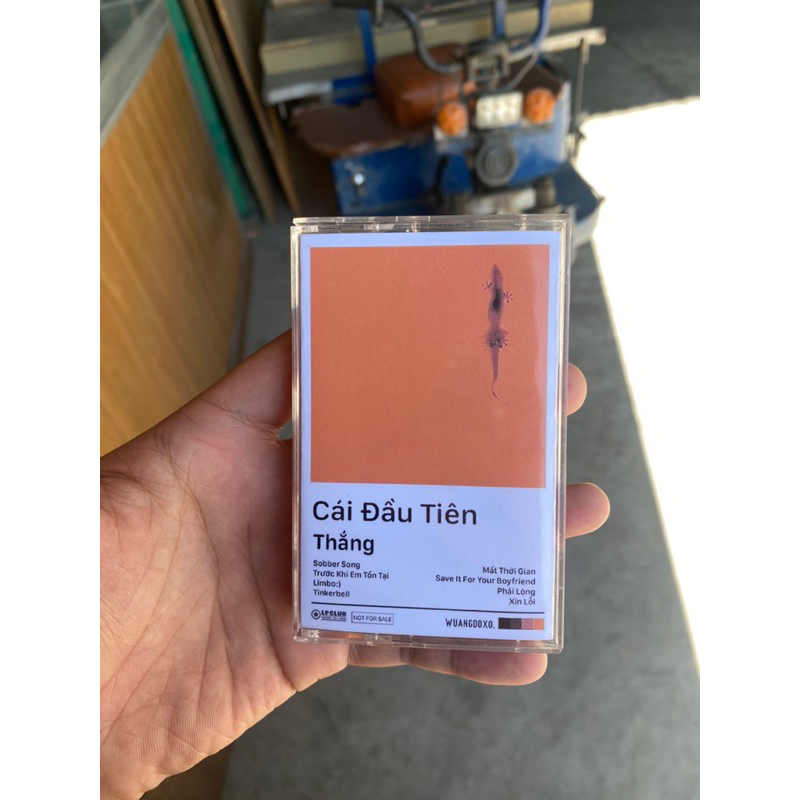 Cái Đầu Tiên
Thắng
Sobber Song
Trước Khi Em Tồn Tại
Limbo:)
Tinkerbell
Mất Thời Gian
Save It For Your Boyfriend
Phải Lòng
Xin Lỗi
LP CLUB
NOT FOR SALE
WUANGDOXO.